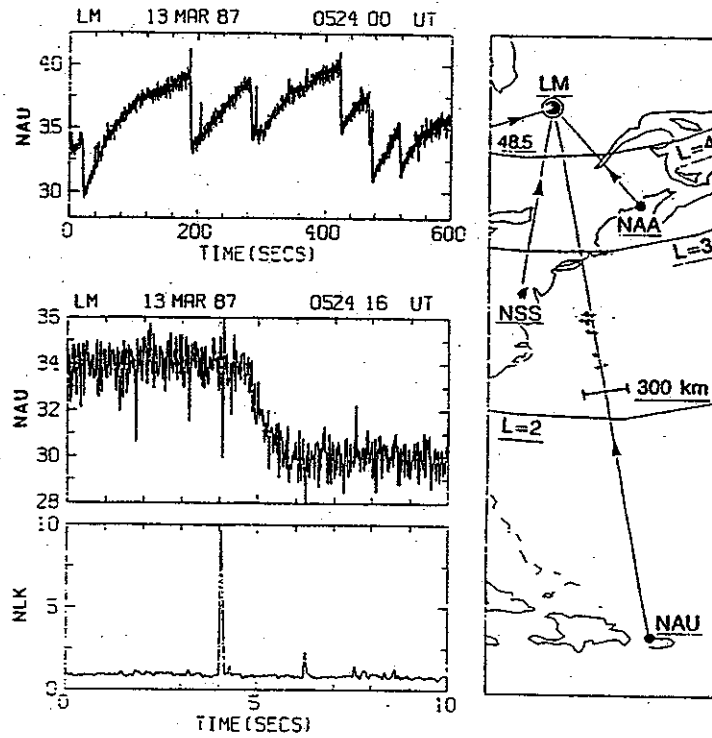 LM 13 MAR 87 0524 00 UT
40
35
30
NAU
0 200 400 600
TIME(SECS)
LM 13 MAR 87 0524 16 UT
35
34
32
30
28
NAU
10
5
0
NLK
0 5 10
TIME(SECS)
LM
48.5
L=4
NAA
L=3
NSS
300 km
L=2
NAU